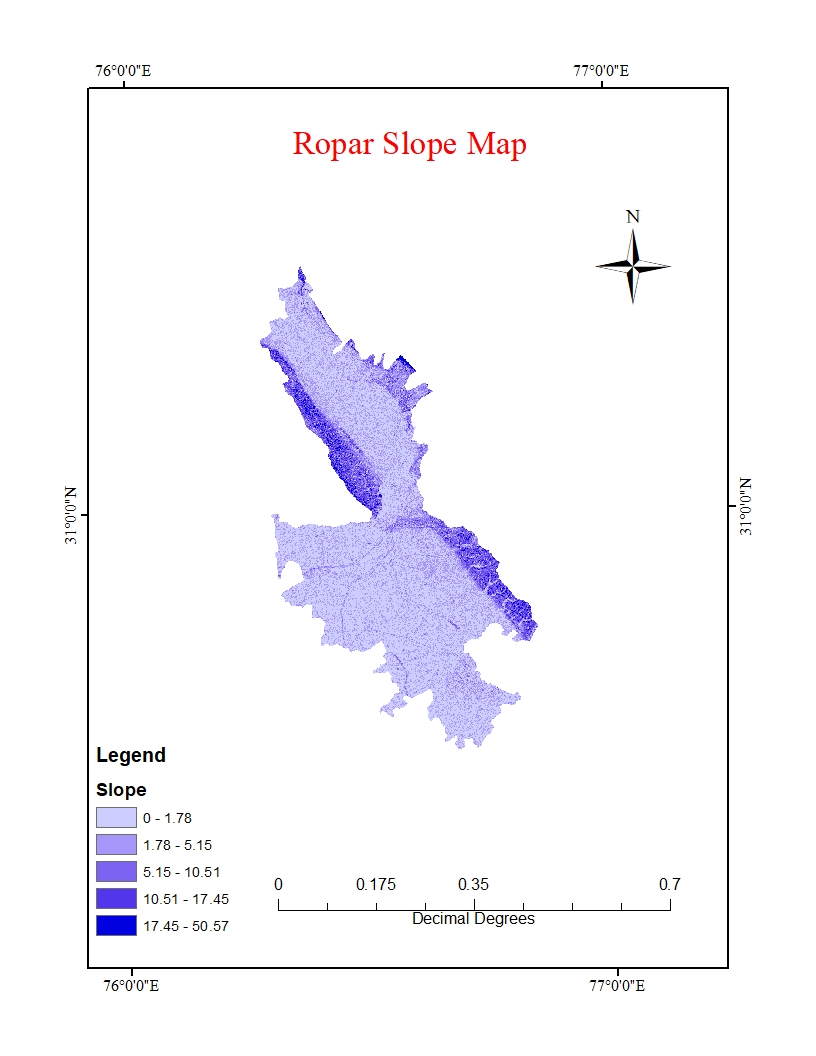 76°0'0"E
77°0'0"E
Ropar Slope Map
N
31°0'0"N
31°0'0"N
Legend
Slope
0 - 1.78
1.78 - 5.15
5.15 - 10.51
10.51 - 17.45
17.45 - 50.57
0 0.175 0.35 0.7
Decimal Degrees
76°0'0"E
77°0'0"E